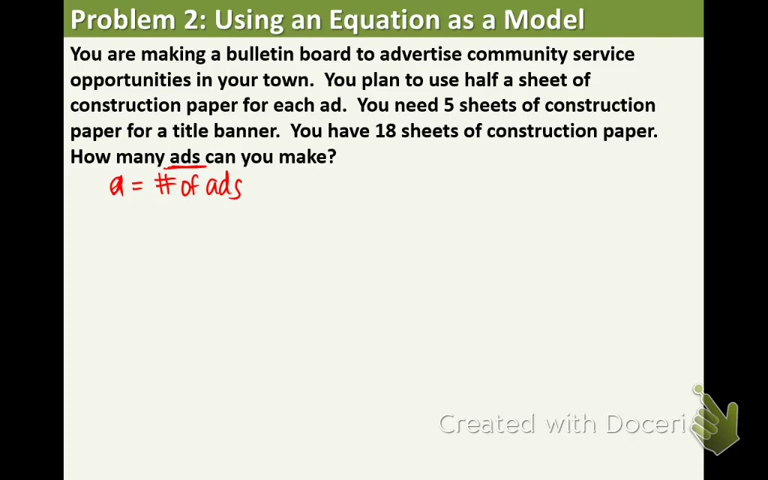 Problem 2: Using an Equation as a Model
You are making a bulletin board to advertise community service
opportunities in your town. You plan to use half a sheet of
construction paper for each ad. You need 5 sheets of construction
paper for a title banner. You have 18 sheets of construction paper.
How many ads can you make?
a = # of ads
Created with Doceri